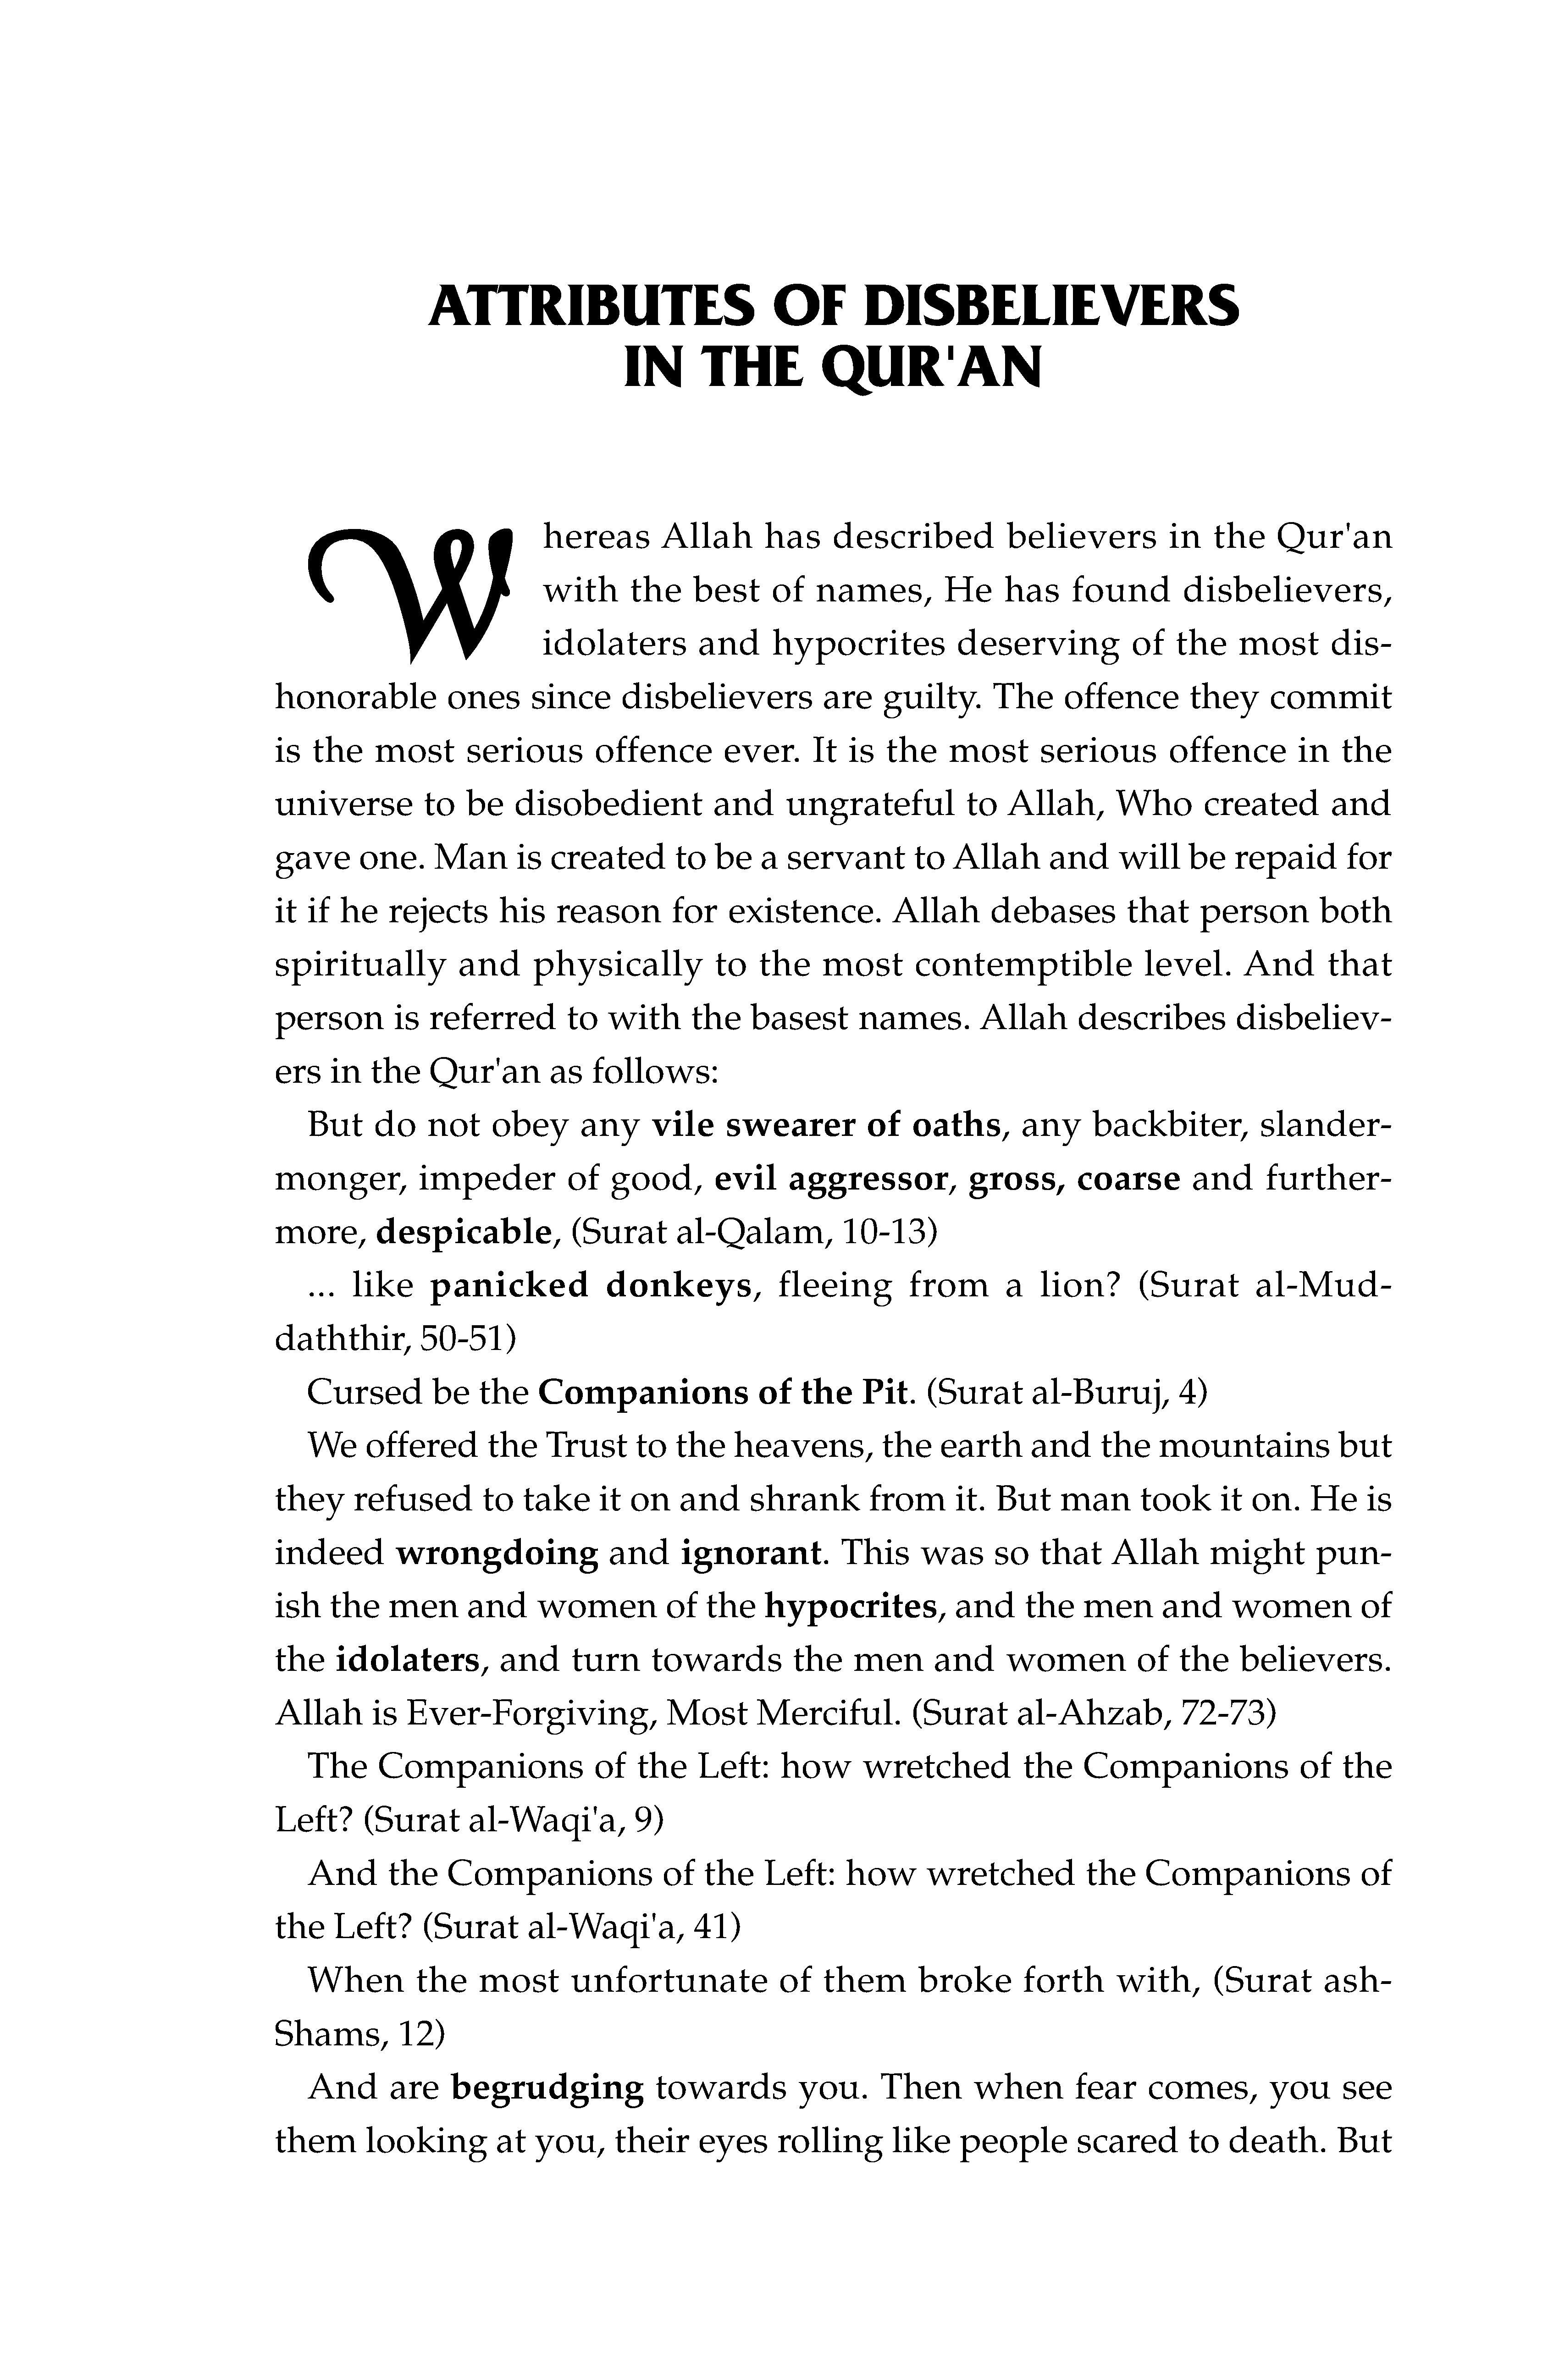 ATTRIBUTES OF DISBELIEVERS
IN THE QUR'AN
Whereas Allah has described believers in the Qur'an
with the best of names, He has found disbelievers,
idolaters and hypocrites deserving of the most dis-
honorable ones since disbelievers are guilty. The offence they commit
is the most serious offence ever. It is the most serious offence in the
universe to be disobedient and ungrateful to Allah, Who created and
gave one. Man is created to be a servant to Allah and will be repaid for
it if he rejects his reason for existence. Allah debases that person both
spiritually and physically to the most contemptible level. And that
person is referred to with the basest names. Allah describes disbeliev-
ers in the Qur'an as follows:
But do not obey any vile swearer of oaths, any backbiter, slander-
monger, impeder of good, evil aggressor, gross, coarse and further-
more, despicable, (Surat al-Qalam, 10-13)
... like panicked donkeys, fleeing from a lion? (Surat al-Mud-
daththir, 50-51)
Cursed be the Companions of the Pit. (Surat al-Buruj, 4)
We offered the Trust to the heavens, the earth and the mountains but
they refused to take it on and shrank from it. But man took it on. He is
indeed wrongdoing and ignorant. This was so that Allah might pun-
ish the men and women of the hypocrites, and the men and women of
the idolaters, and turn towards the men and women of the believers.
Allah is Ever-Forgiving, Most Merciful. (Surat al-Ahzab, 72-73)
The Companions of the Left: how wretched the Companions of the
Left? (Surat al-Waqi'a, 9)
And the Companions of the Left: how wretched the Companions of
the Left? (Surat al-Waqi'a, 41)
When the most unfortunate of them broke forth with, (Surat ash-
Shams, 12)
And are begrudging towards you. Then when fear comes, you see
them looking at you, their eyes rolling like people scared to death. But